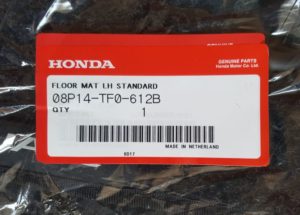 HONDA
GENUINE PARTS
Honda Motor Co., Ltd.
FLOOR MAT LH STANDARD
08P14-TF0-612B
QTY 1
MADE IN NETHERLAND
6517